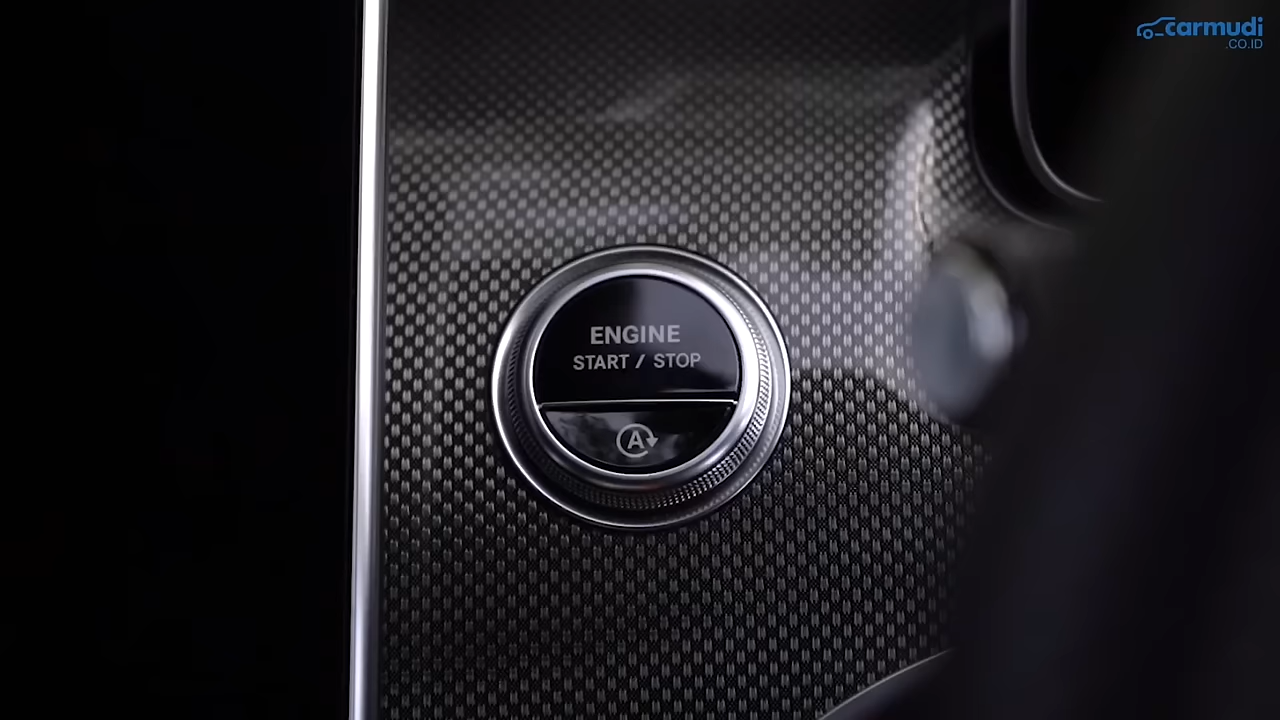 carmudi
.CO.ID
ENGINE
START / STOP
A